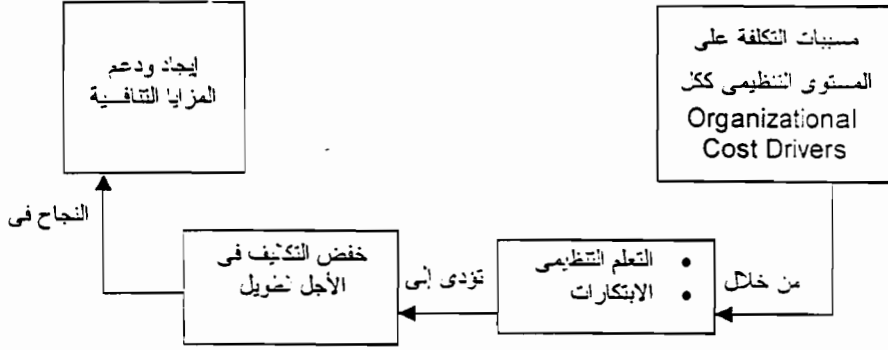 مسببات التكلفة على
المستوى التنظيمى ككل
Organizational
Cost Drivers
من خلال
• التعلم التنظيمى
• الابتكارات
تؤدى إلى
خفض التكاليف فى
الأجل الطويل
النجاح فى
إيجاد ودعم
المزايا التنافسية